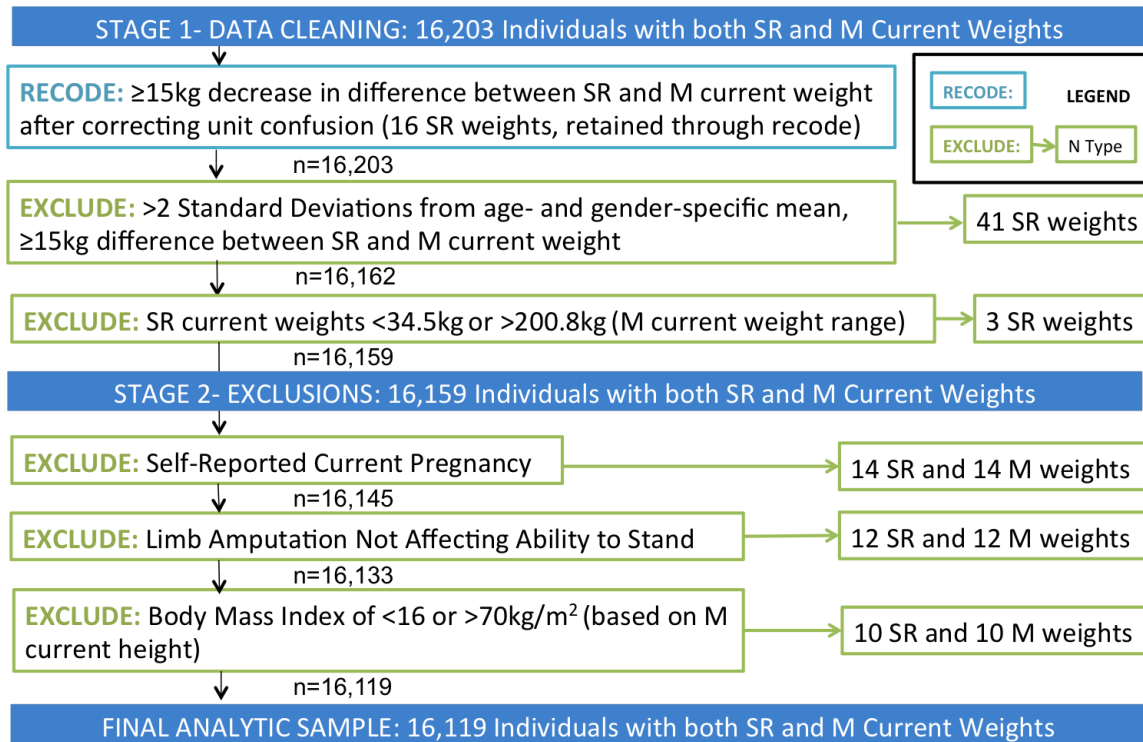 STAGE 1- DATA CLEANING: 16,203 Individuals with both SR and M Current Weights
RECODE: ≥15kg decrease in difference between SR and M current weight
after correcting unit confusion (16 SR weights, retained through recode)
LEGEND
RECODE:
EXCLUDE:
N Type
n=16,203
EXCLUDE: >2 Standard Deviations from age- and gender-specific mean,
≥15kg difference between SR and M current weight
41 SR weights
n=16,162
EXCLUDE: SR current weights <34.5kg or >200.8kg (M current weight range)
3 SR weights
n=16,159
STAGE 2- EXCLUSIONS: 16,159 Individuals with both SR and M Current Weights
EXCLUDE: Self-Reported Current Pregnancy
14 SR and 14 M weights
n=16,145
EXCLUDE: Limb Amputation Not Affecting Ability to Stand
12 SR and 12 M weights
n=16,133
EXCLUDE: Body Mass Index of <16 or >70kg/m² (based on M
current height)
10 SR and 10 M weights
n=16,119
FINAL ANALYTIC SAMPLE: 16,119 Individuals with both SR and M Current Weights